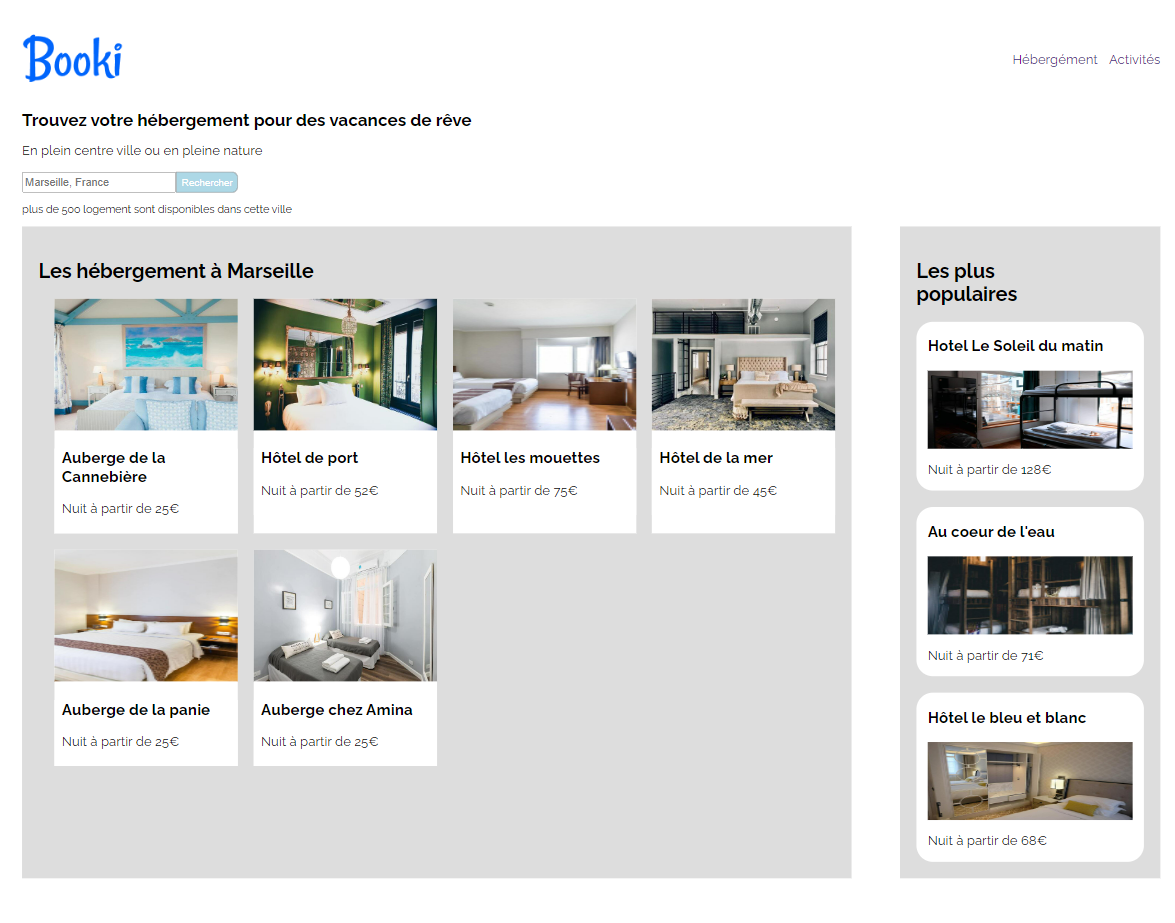 Booki
Hébergément Activités
Trouvez votre hébergement pour des vacances de rêve
En plein centre ville ou en pleine nature
Marseille, France Rechercher
plus de 500 logement sont disponibles dans cette ville
Les hébergement à Marseille
Auberge de la
Cannebière
Nuit à partir de 25€
Hôtel de port
Nuit à partir de 52€
Hôtel les mouettes
Nuit à partir de 75€
Hôtel de la mer
Nuit à partir de 45€
Auberge de la panie
Nuit à partir de 25€
Auberge chez Amina
Nuit à partir de 25€
Les plus
populaires
Hotel Le Soleil du matin
Nuit à partir de 128€
Au coeur de l'eau
Nuit à partir de 71€
Hôtel le bleu et blanc
Nuit à partir de 68€